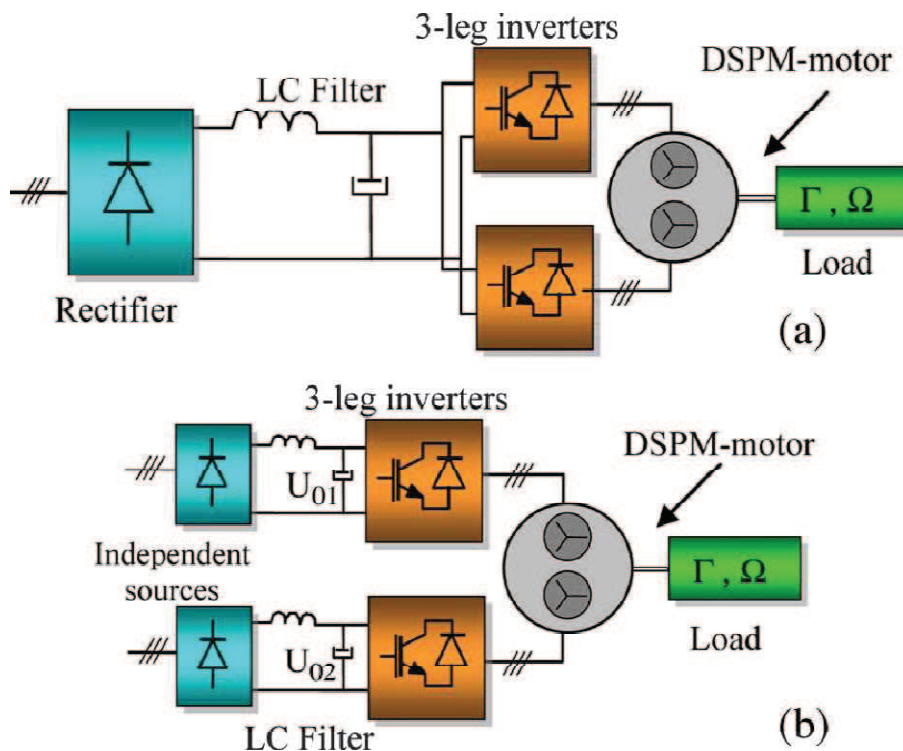 3-leg inverters
DSPM-motor
LC Filter
Γ , Ω
Load
Rectifier
(a)
3-leg inverters
DSPM-motor
U01
Independent
sources
Γ , Ω
Load
U02
LC Filter
(b)